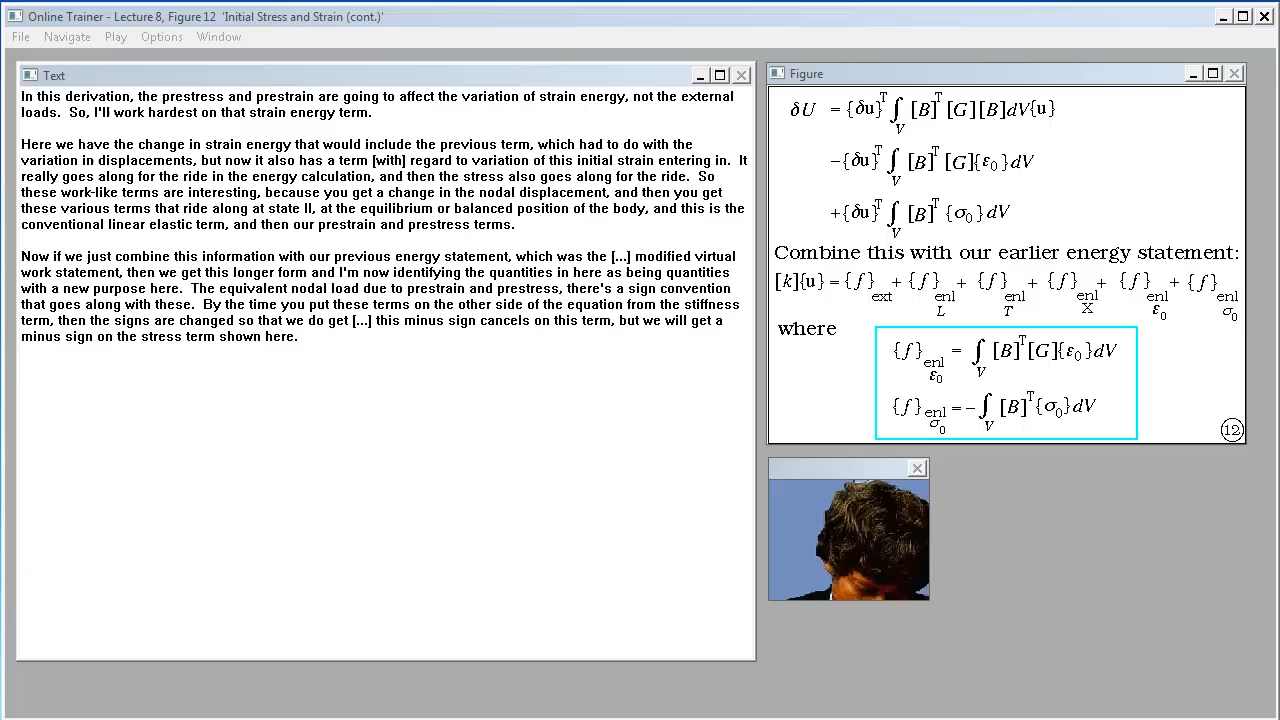 Online Trainer - Lecture 8, Figure 12  'Initial Stress and Strain (cont.)'
File Navigate Play Options Window
Text
In this derivation, the prestress and prestrain are going to affect the variation of strain energy, not the external
loads.  So, I'll work hardest on that strain energy term.
Here we have the change in strain energy that would include the previous term, which had to do with the
variation in displacements, but now it also has a term [with] regard to variation of this initial strain entering in.  It
really goes along for the ride in the energy calculation, and then the stress also goes along for the ride.  So
these work-like terms are interesting, because you get a change in the nodal displacement, and then you get
these various terms that ride along at state II, at the equilibrium or balanced position of the body, and this is the
conventional linear elastic term, and then our prestrain and prestress terms.
Now if we just combine this information with our previous energy statement, which was the [...] modified virtual
work statement, then we get this longer form and I'm now identifying the quantities in here as being quantities
with a new purpose here.  The equivalent nodal load due to prestrain and prestress, there's a sign convention
that goes along with these.  By the time you put these terms on the other side of the equation from the stiffness
term, then the signs are changed so that we do get [...] this minus sign cancels on this term, but we will get a
minus sign on the stress term shown here.
Figure
δU = {δu}^T ∫_V [B]^T [G][B]dV{u}
−{δu}^T ∫_V [B]^T [G]{ε_0}dV
+{δu}^T ∫_V [B]^T {σ_0}dV
Combine this with our earlier energy statement:
[k]{u} = {f}_ext + {f}_enl L + {f}_enl T + {f}_enl X + {f}_enl ε_0 + {f}_enl σ_0
where
{f}_enl ε_0 = ∫_V [B]^T [G]{ε_0}dV
{f}_enl σ_0 = − ∫_V [B]^T {σ_0}dV
12